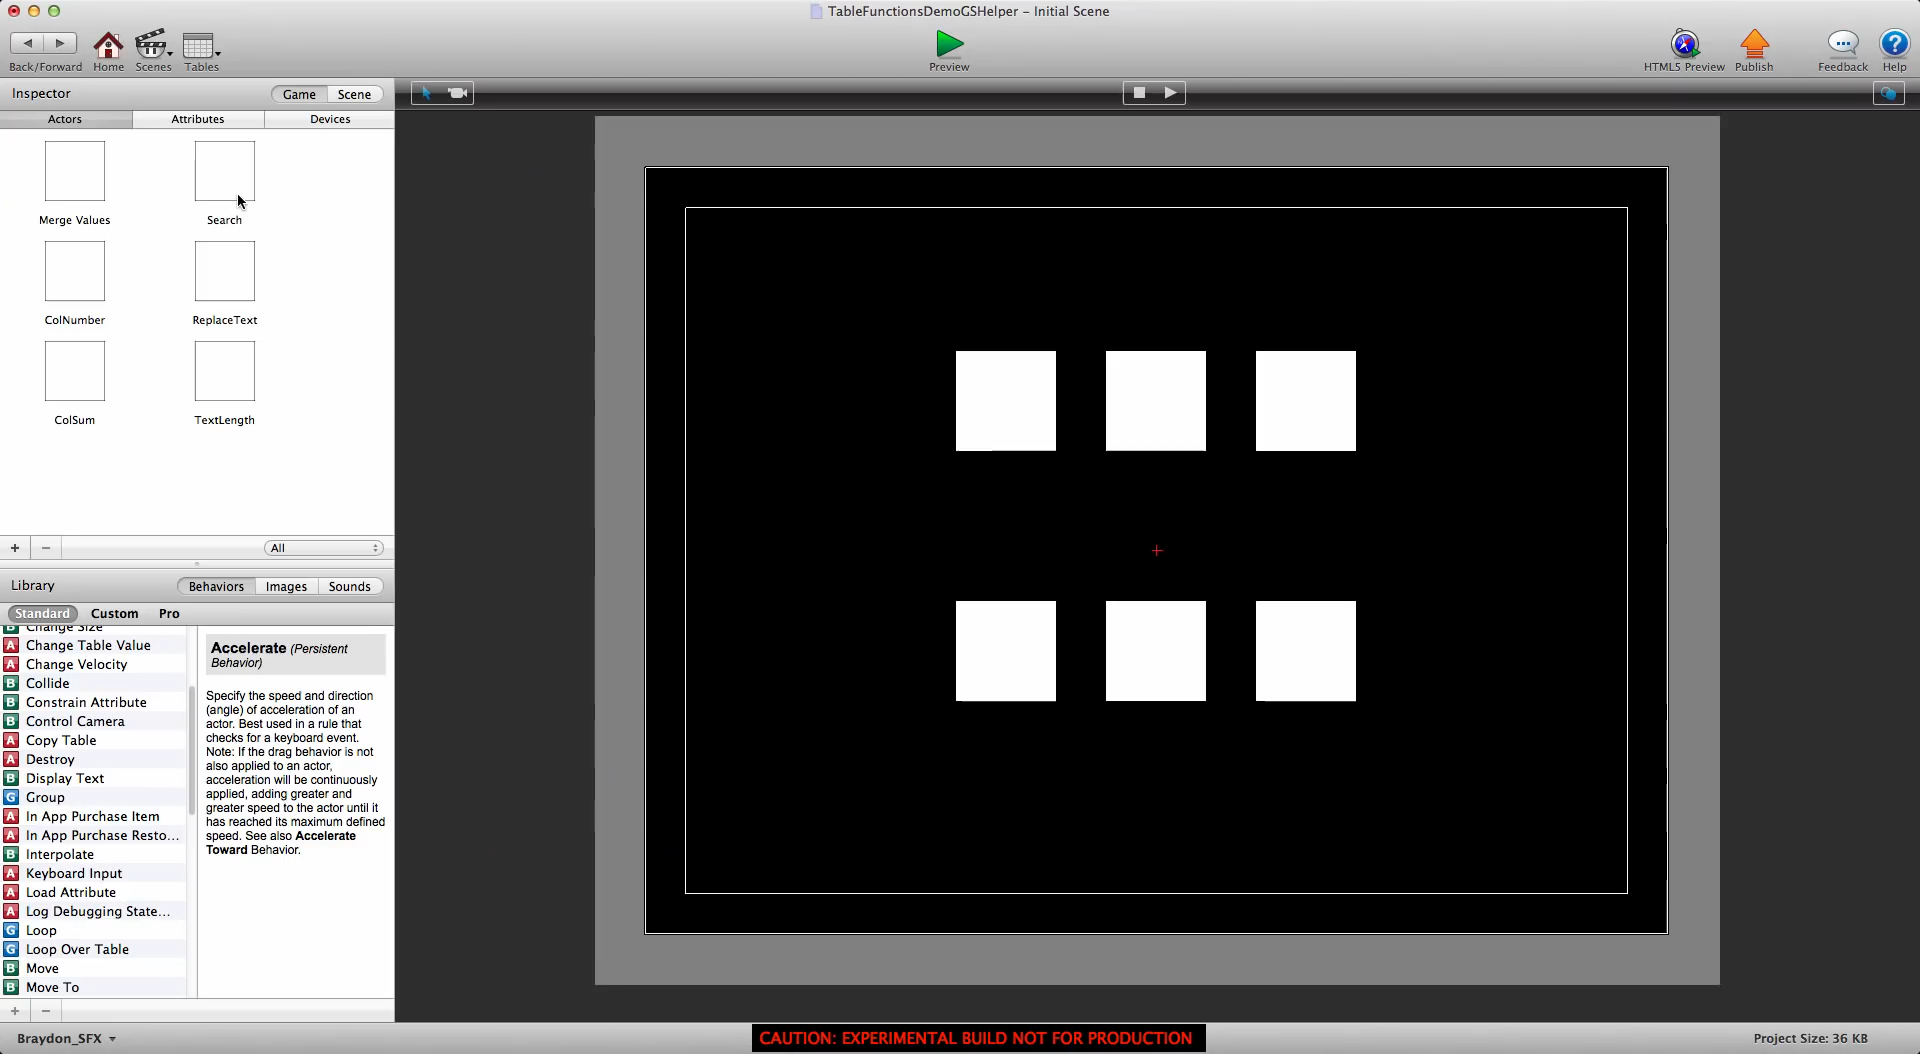 TableFunctionsDemoGSHelper – Initial Scene
Back/Forward
Home
Scenes
Tables
Preview
HTML5 Preview
Publish
Feedback
Help
Inspector
Game
Scene
Actors
Attributes
Devices
Merge Values
Search
ColNumber
ReplaceText
ColSum
TextLength
+
–
All
Library
Behaviors
Images
Sounds
Standard
Custom
Pro
B Change Size
A Change Table Value
A Change Velocity
B Collide
B Constrain Attribute
B Control Camera
A Copy Table
A Destroy
B Display Text
G Group
A In App Purchase Item
A In App Purchase Resto...
B Interpolate
A Keyboard Input
A Load Attribute
A Log Debugging State...
G Loop
G Loop Over Table
B Move
B Move To
Accelerate (Persistent
Behavior)
Specify the speed and direction
(angle) of acceleration of an
actor. Best used in a rule that
checks for a keyboard event.
Note: If the drag behavior is not
also applied to an actor,
acceleration will be continuously
applied, adding greater and
greater speed to the actor until it
has reached its maximum defined
speed. See also Accelerate
Toward Behavior.
+
–
Braydon_SFX
CAUTION: EXPERIMENTAL BUILD NOT FOR PRODUCTION
Project Size: 36 KB